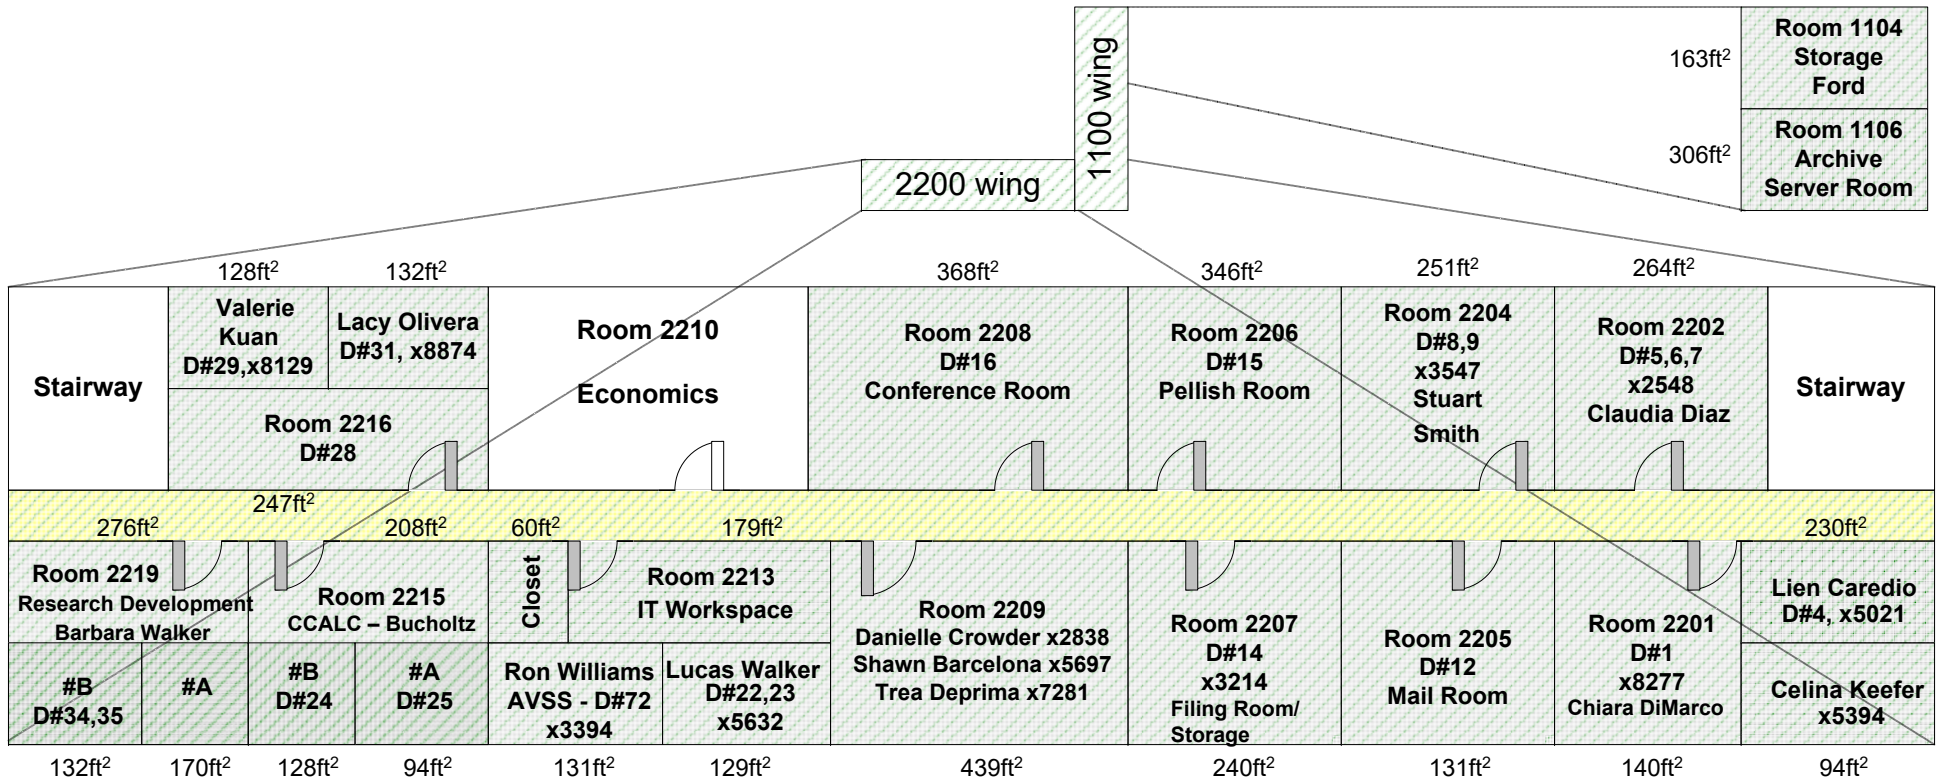 1100 wing
163ft²
Room 1104
Storage
Ford
306ft²
Room 1106
Archive
Server Room
2200 wing
128ft²
132ft²
368ft²
346ft²
251ft²
264ft²
Stairway
Valerie
Kuan
D#29,x8129
Lacy Olivera
D#31, x8874
Room 2216
D#28
Room 2210
Economics
Room 2208
D#16
Conference Room
Room 2206
D#15
Pellish Room
Room 2204
D#8,9
x3547
Stuart
Smith
Room 2202
D#5,6,7
x2548
Claudia Diaz
Stairway
247ft²
276ft²
208ft²
60ft²
179ft²
230ft²
Room 2219
Research Development
Barbara Walker
#B
D#34,35
#A
Room 2215
CCALC – Bucholtz
#B
D#24
#A
D#25
Closet
Room 2213
IT Workspace
Ron Williams
AVSS - D#72
x3394
Lucas Walker
D#22,23
x5632
Room 2209
Danielle Crowder x2838
Shawn Barcelona x5697
Trea Deprima x7281
Room 2207
D#14
x3214
Filing Room/
Storage
Room 2205
D#12
Mail Room
Room 2201
D#1
x8277
Chiara DiMarco
Lien Caredio
D#4, x5021
Celina Keefer
x5394
132ft²
170ft²
128ft²
94ft²
131ft²
129ft²
439ft²
240ft²
131ft²
140ft²
94ft²